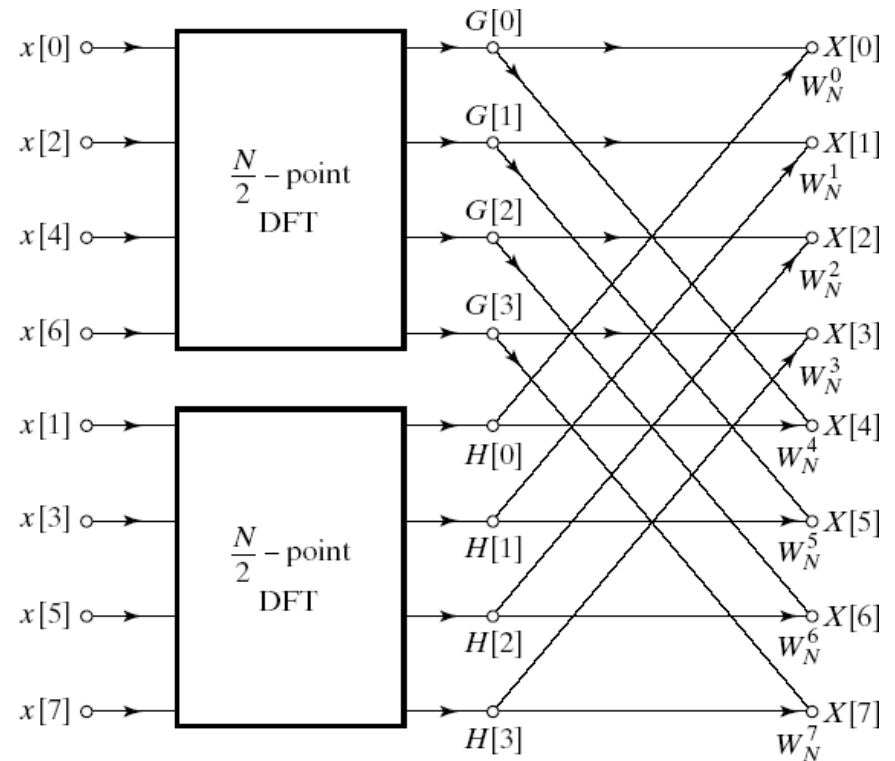 G[0]
x[0] X[0]
W_N^0
G[1]
x[2] X[1]
W_N^1
N/2 – point
DFT
G[2]
x[4] X[2]
W_N^2
G[3]
x[6] X[3]
W_N^3
x[1] X[4]
H[0] W_N^4
x[3] X[5]
H[1] W_N^5
N/2 – point
DFT
x[5] X[6]
H[2] W_N^6
x[7] X[7]
H[3] W_N^7